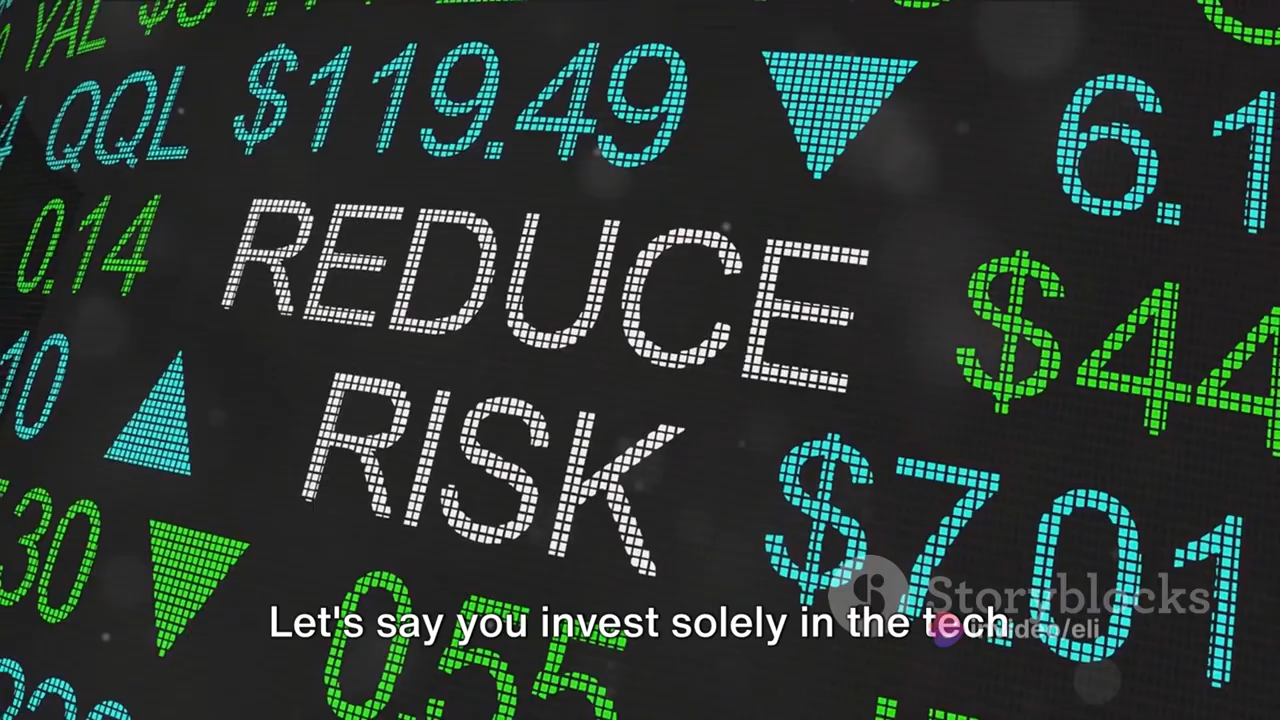 YAL
QQL $119.49 6.1
0.14
REDUCE
$44
10
RISK
$7.01
30
0.55
Let's say you invest solely in the tech
Storyblocks